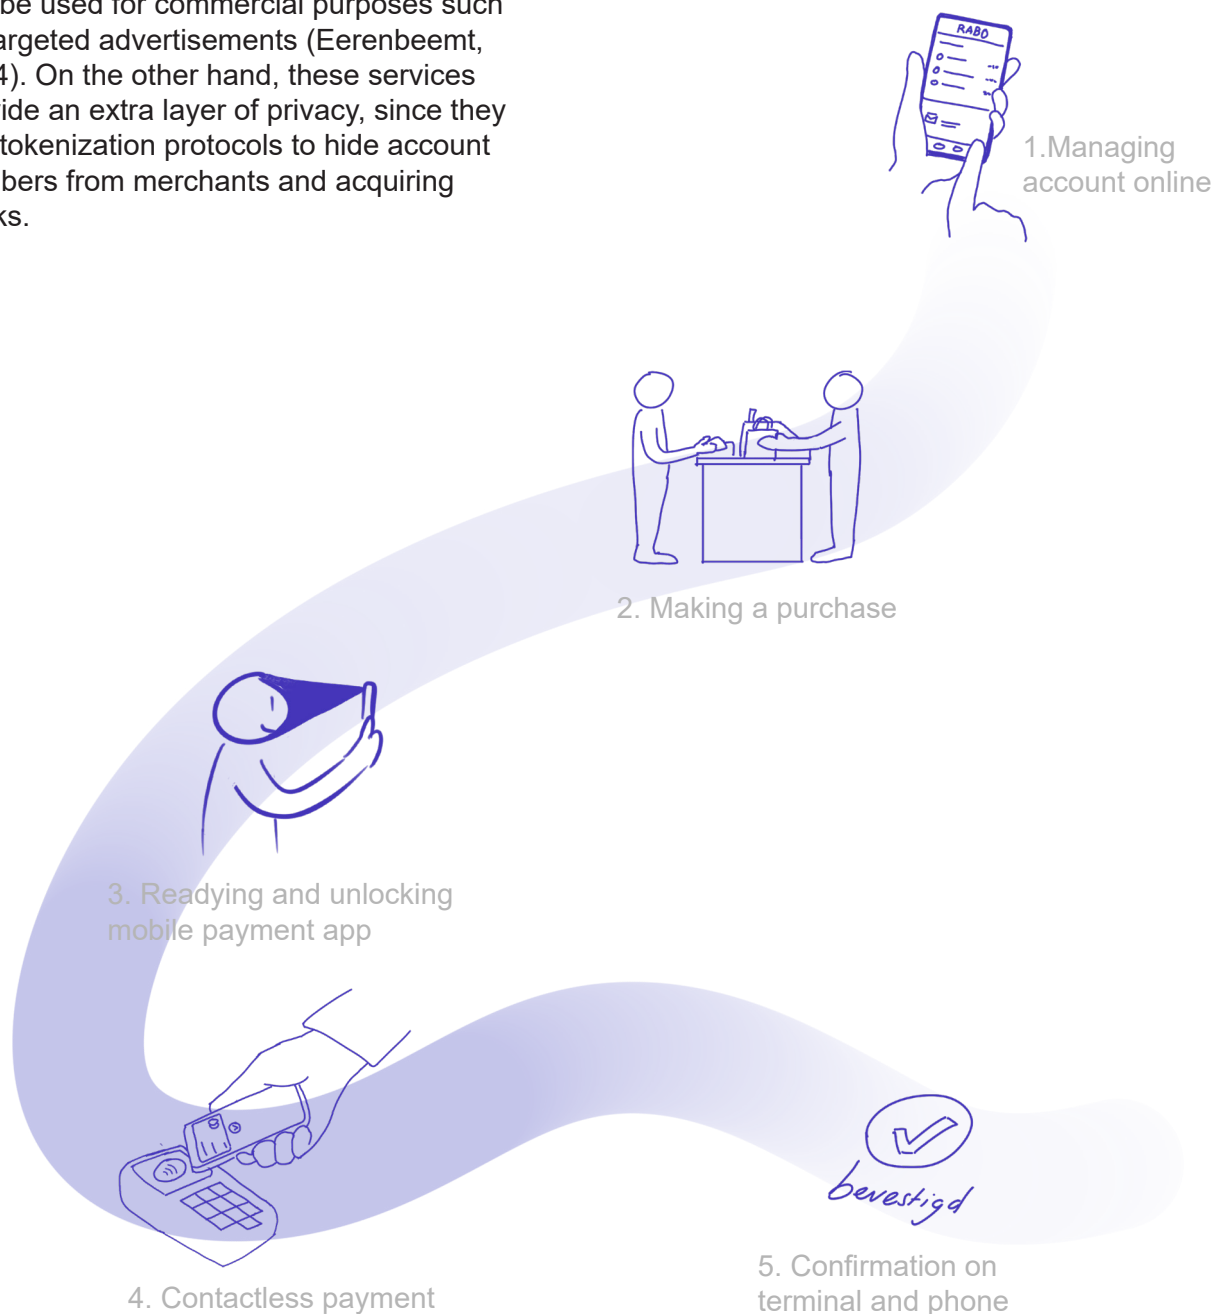 be used for commercial purposes such
argeted advertisements (Eerenbeemt,
4). On the other hand, these services
ide an extra layer of privacy, since they
tokenization protocols to hide account
bers from merchants and acquiring
ks.
RABO
1.Managing
account online
2. Making a purchase
3. Readying and unlocking
mobile payment app
4. Contactless payment
bevestigd
5. Confirmation on
terminal and phone